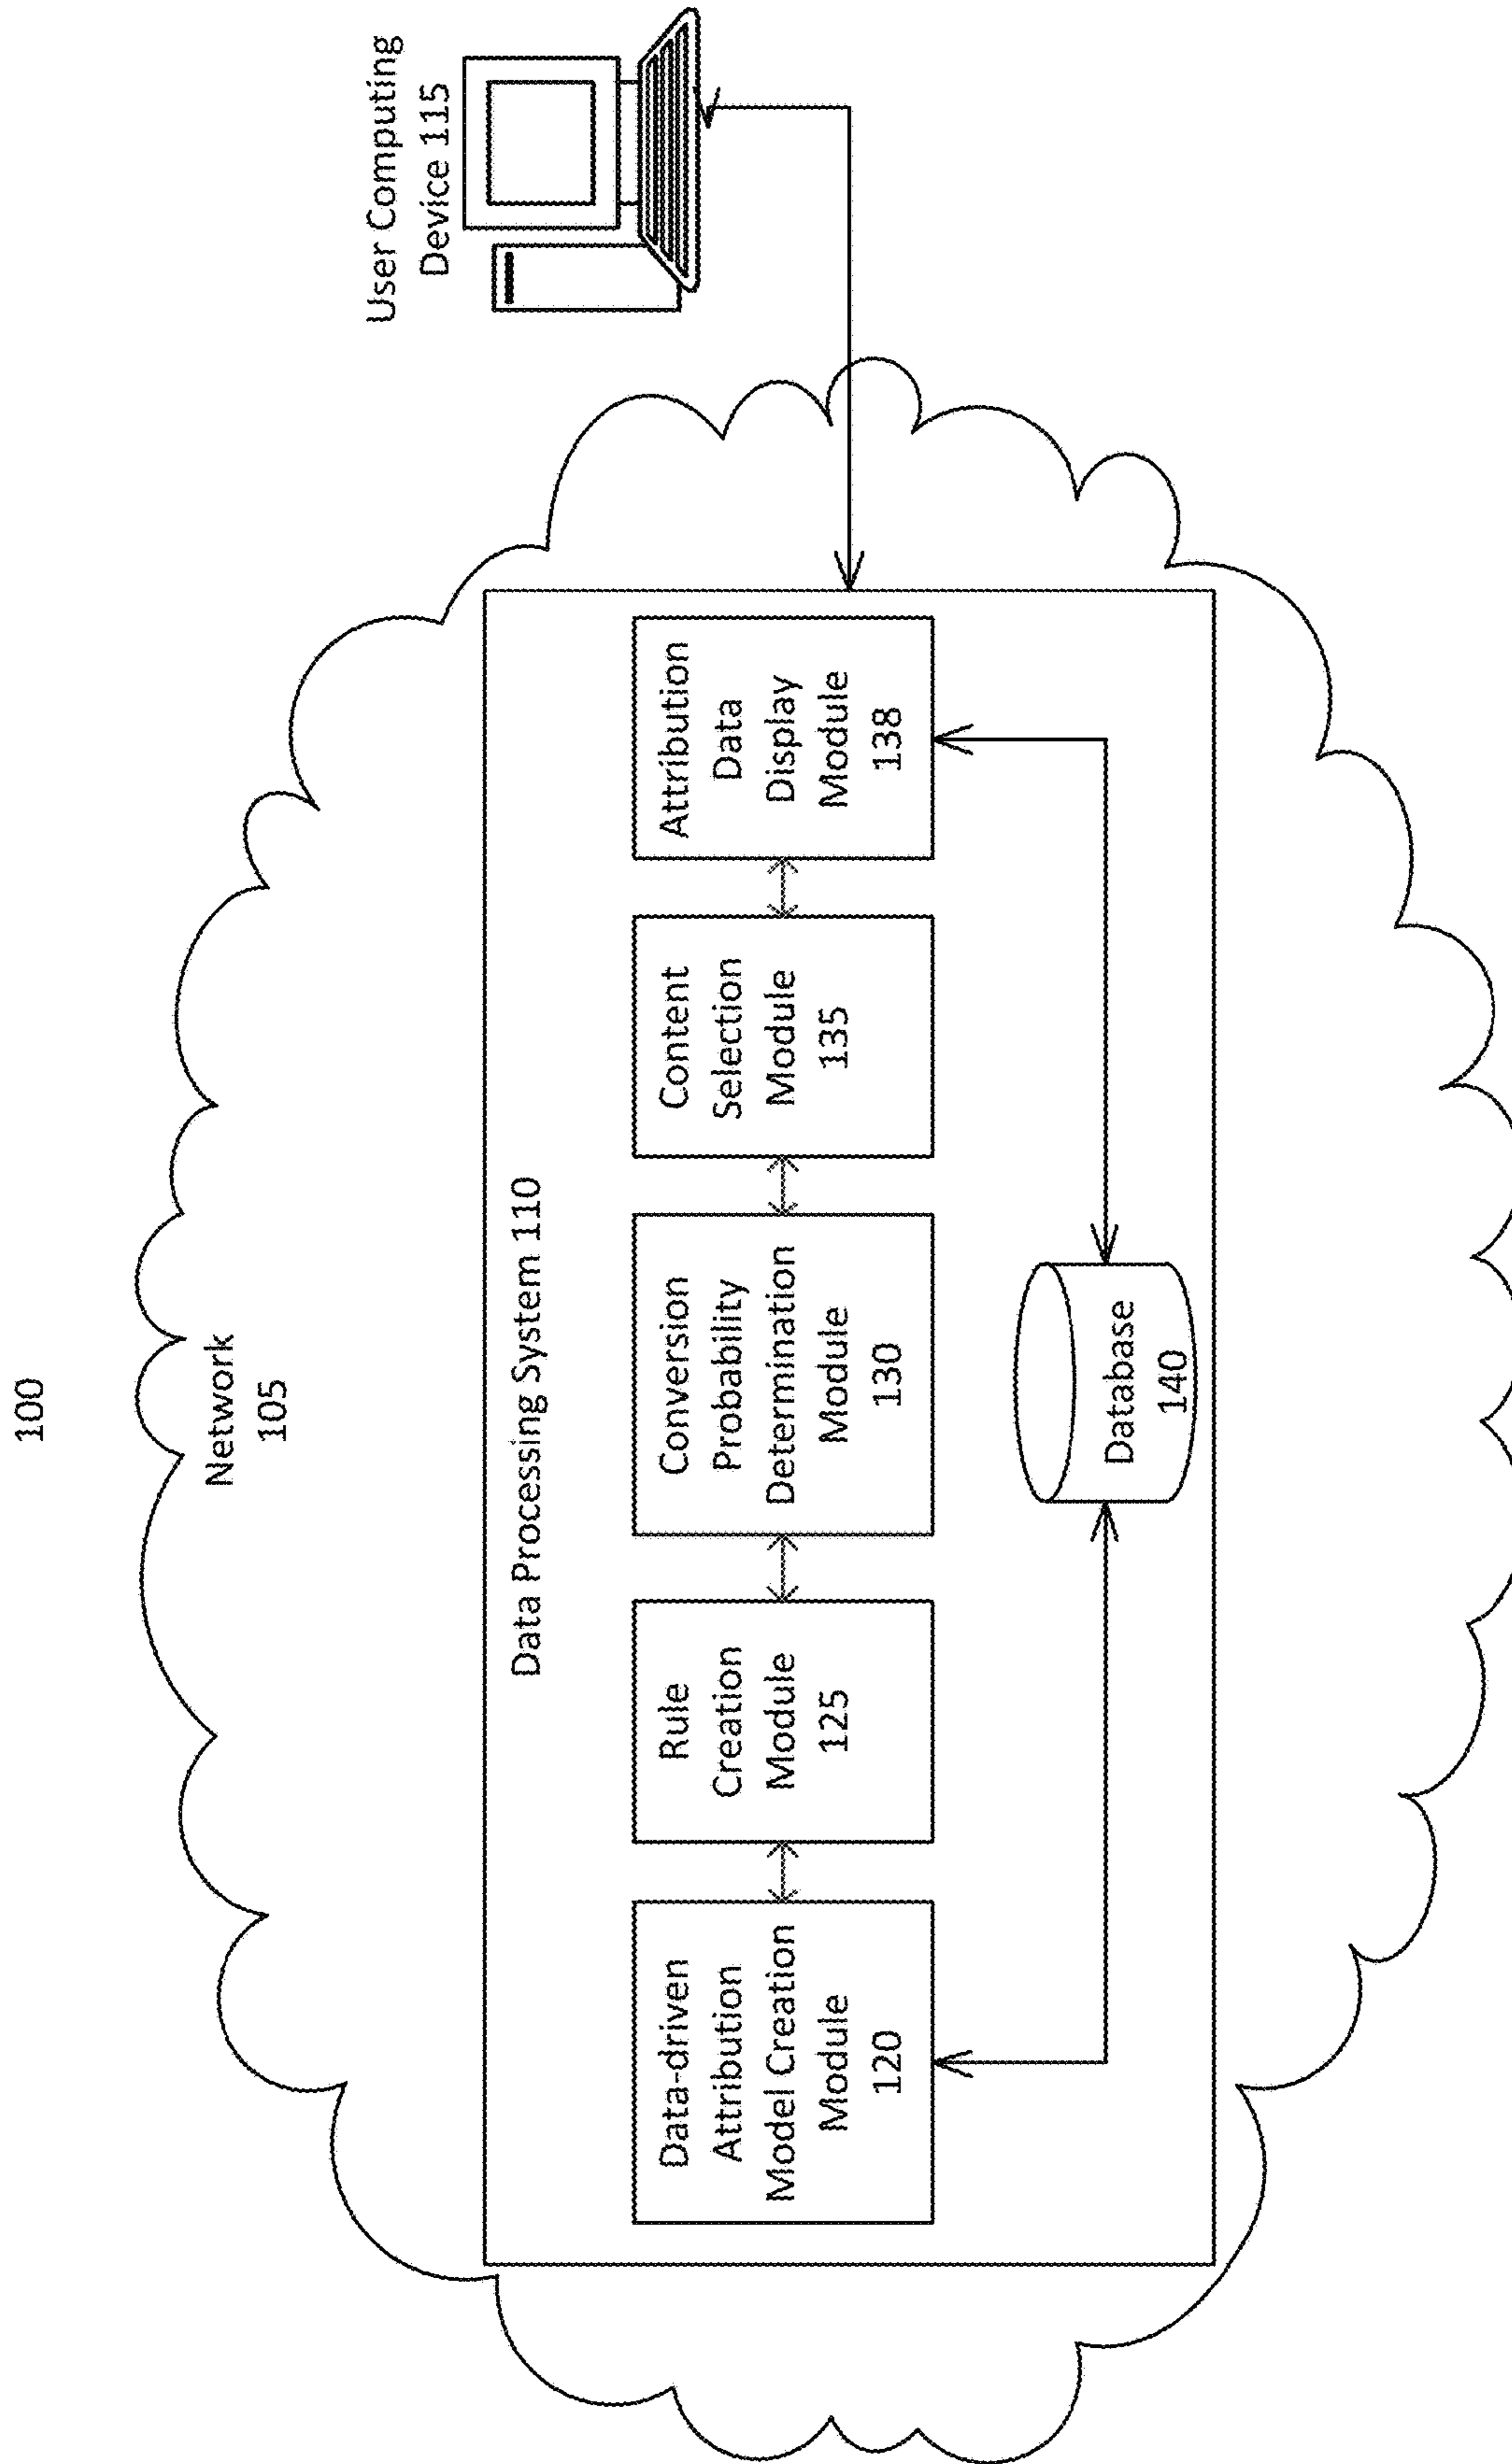 100
Network
105
User Computing
Device 115
Data Processing System 110
Data-driven
Attribution
Model Creation
Module
120
Rule
Creation
Module
125
Conversion
Probability
Determination
Module
130
Content
Selection
Module
135
Attribution
Data
Display
Module
138
Database
140